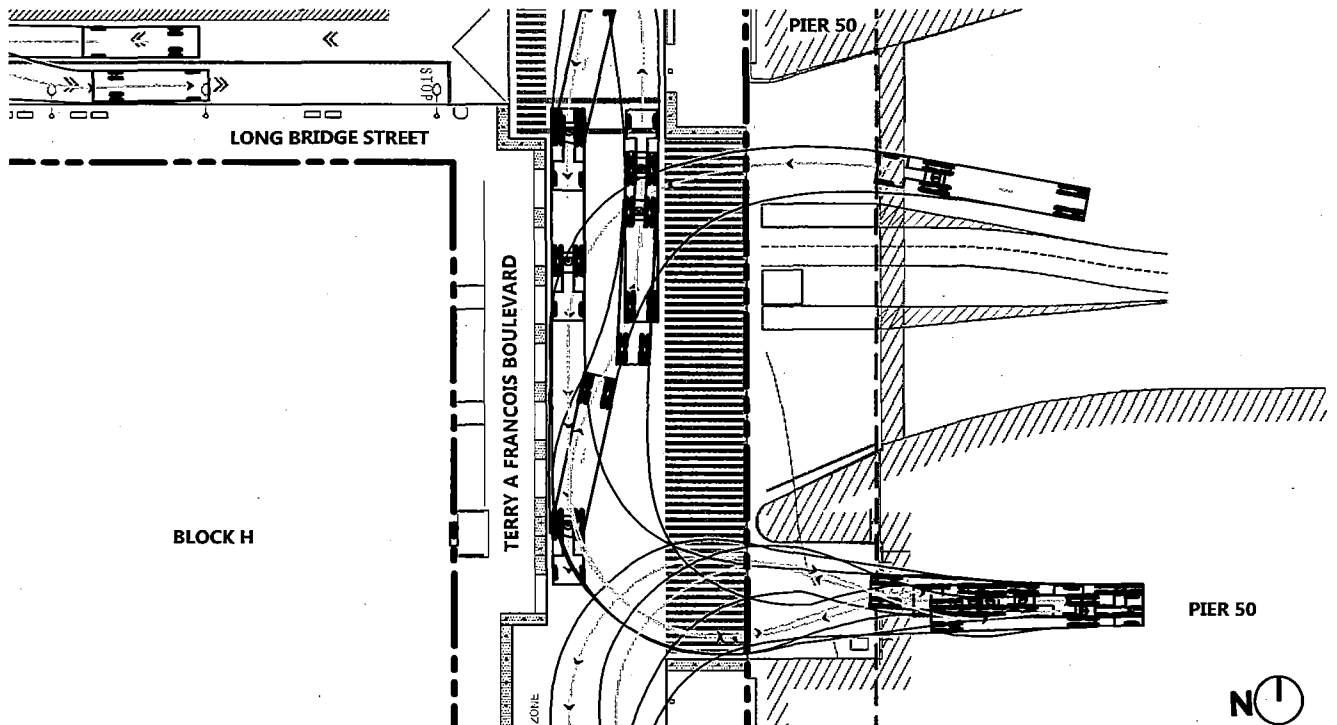 PIER 50
STOP
LONG BRIDGE STREET
TERRY A FRANCOIS BOULEVARD
BLOCK H
PIER 50
ZONE
N